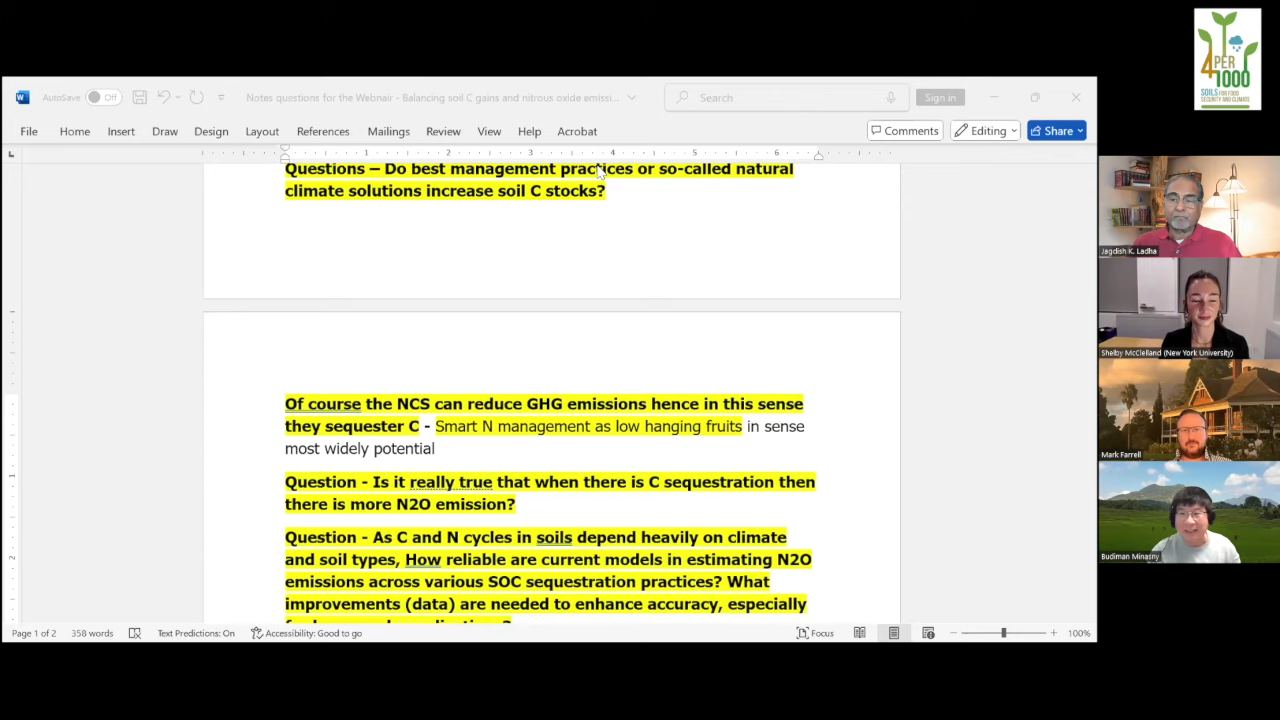 4 PER
1000
SOILS FOR FOOD
SECURITY AND CLIMATE
AutoSave Off
Notes questions for the Webnair - Balancing soil C gains and nitrous oxide emissi...
Search
Sign in
File Home Insert Draw Design Layout References Mailings Review View Help Acrobat
Comments Editing Share
1 2 3 4 5 6
Questions – Do best management practices or so-called natural
climate solutions increase soil C stocks?
Of course the NCS can reduce GHG emissions hence in this sense
they sequester C - Smart N management as low hanging fruits in sense
most widely potential
Question - Is it really true that when there is C sequestration then
there is more N2O emission?
Question - As C and N cycles in soils depend heavily on climate
and soil types, How reliable are current models in estimating N2O
emissions across various SOC sequestration practices? What
improvements (data) are needed to enhance accuracy, especially
1
2
Page 1 of 2 358 words Text Predictions: On Accessibility: Good to go
Focus 100%
Jagdish K. Ladha
Shelby McClelland (New York University)
Mark Farrell
Budiman Minasny